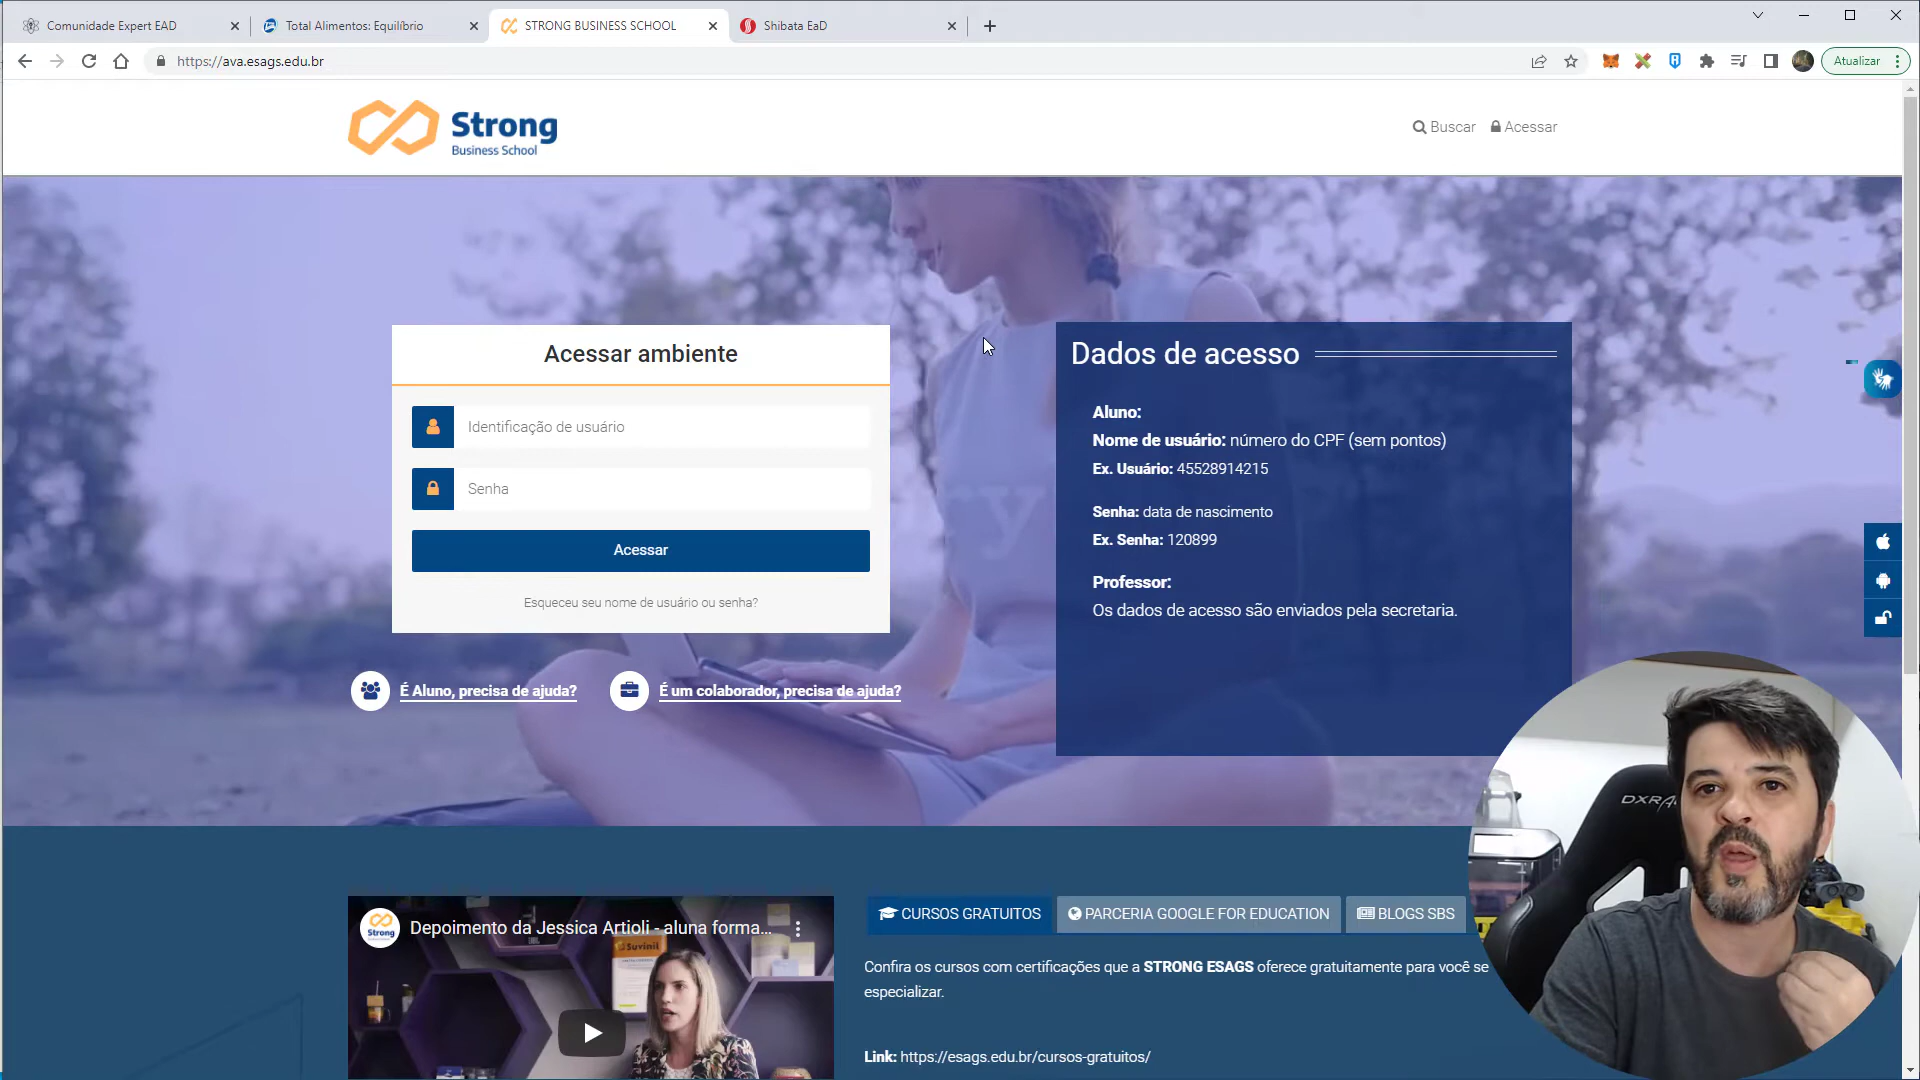 Comunidade Expert EAD
Total Alimentos: Equilíbrio
STRONG BUSINESS SCHOOL
Shibata EaD
https://ava.esags.edu.br
Atualizar
Strong
Business School
Buscar
Acessar
Acessar ambiente
Identificação de usuário
Senha
Acessar
Esqueceu seu nome de usuário ou senha?
É Aluno, precisa de ajuda?
É um colaborador, precisa de ajuda?
Dados de acesso
Aluno:
Nome de usuário: número do CPF (sem pontos)
Ex. Usuário: 45528914215
Senha: data de nascimento
Ex. Senha: 120899
Professor:
Os dados de acesso são enviados pela secretaria.
Strong
Depoimento da Jessica Artioli - aluna forma...
Suvinil
CURSOS GRATUITOS
PARCERIA GOOGLE FOR EDUCATION
BLOGS SBS
Confira os cursos com certificações que a STRONG ESAGS oferece gratuitamente para você se
especializar.
Link: https://esags.edu.br/cursos-gratuitos/